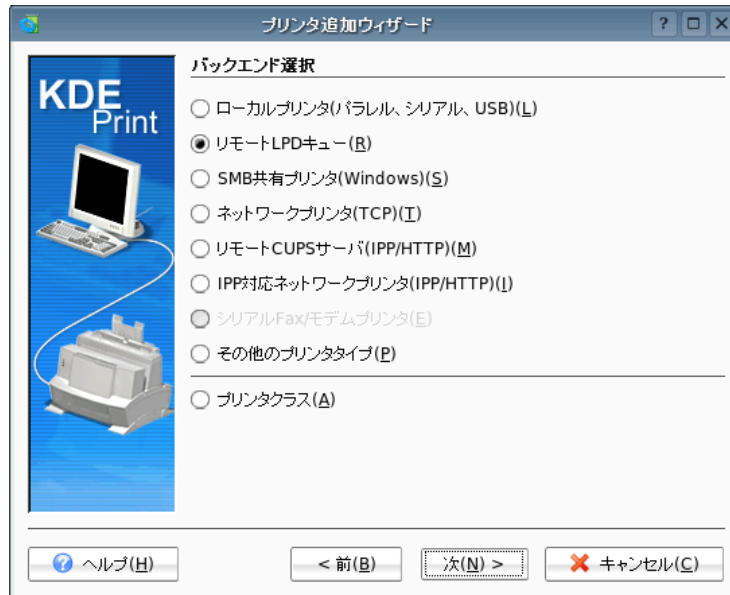 プリンタ追加ウィザード
バックエンド選択
KDE
Print
ローカルプリンタ(パラレル、シリアル、USB)(L)
リモートLPDキュー(R)
SMB共有プリンタ(Windows)(S)
ネットワークプリンタ(TCP)(T)
リモートCUPSサーバ(IPP/HTTP)(M)
IPP対応ネットワークプリンタ(IPP/HTTP)(I)
シリアルFax/モデムプリンタ(E)
その他のプリンタタイプ(P)
プリンタクラス(A)
ヘルプ(H)
< 前(B)
次(N) >
キャンセル(C)